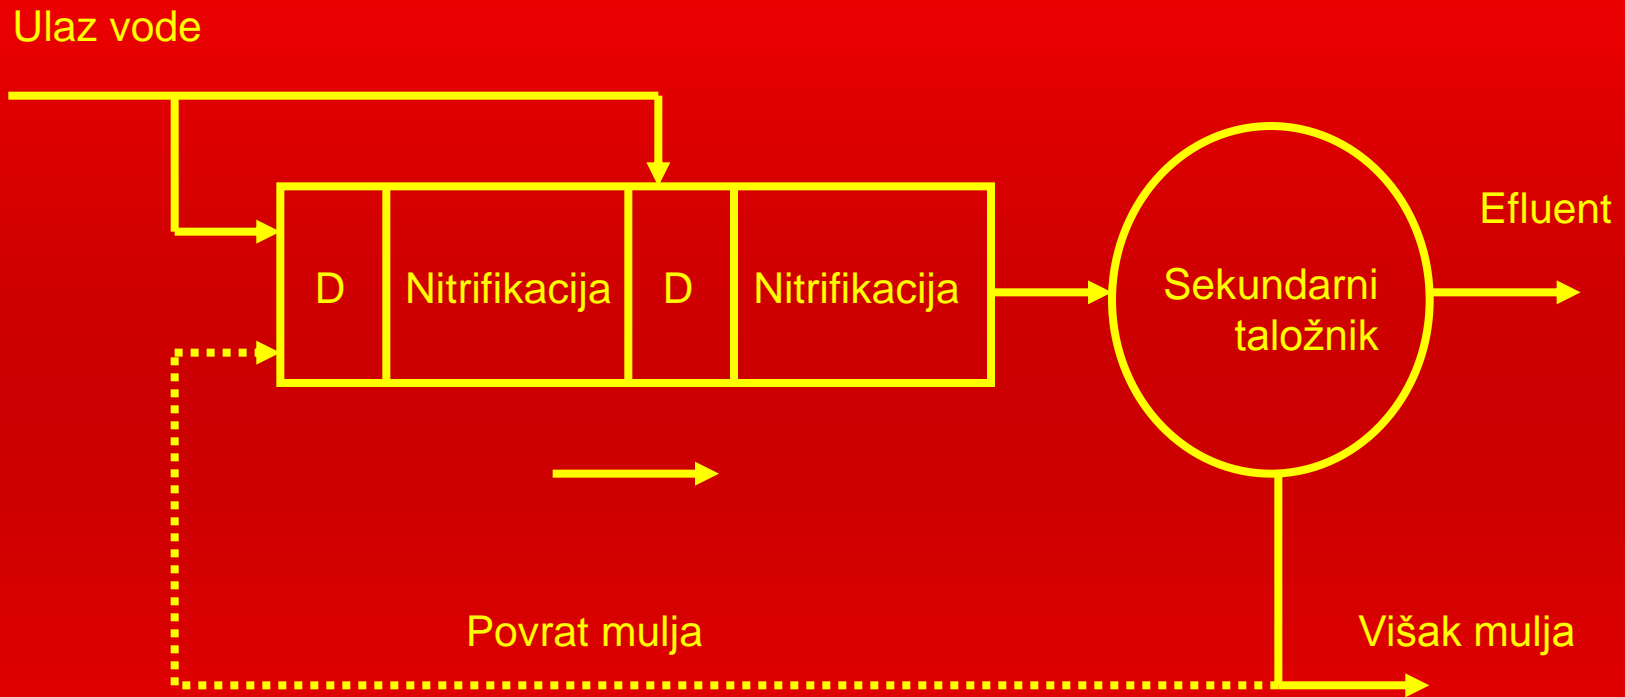 Ulaz vode
Efluent
D
Nitrifikacija
D
Nitrifikacija
Sekundarni
taložnik
Povrat mulja
Višak mulja